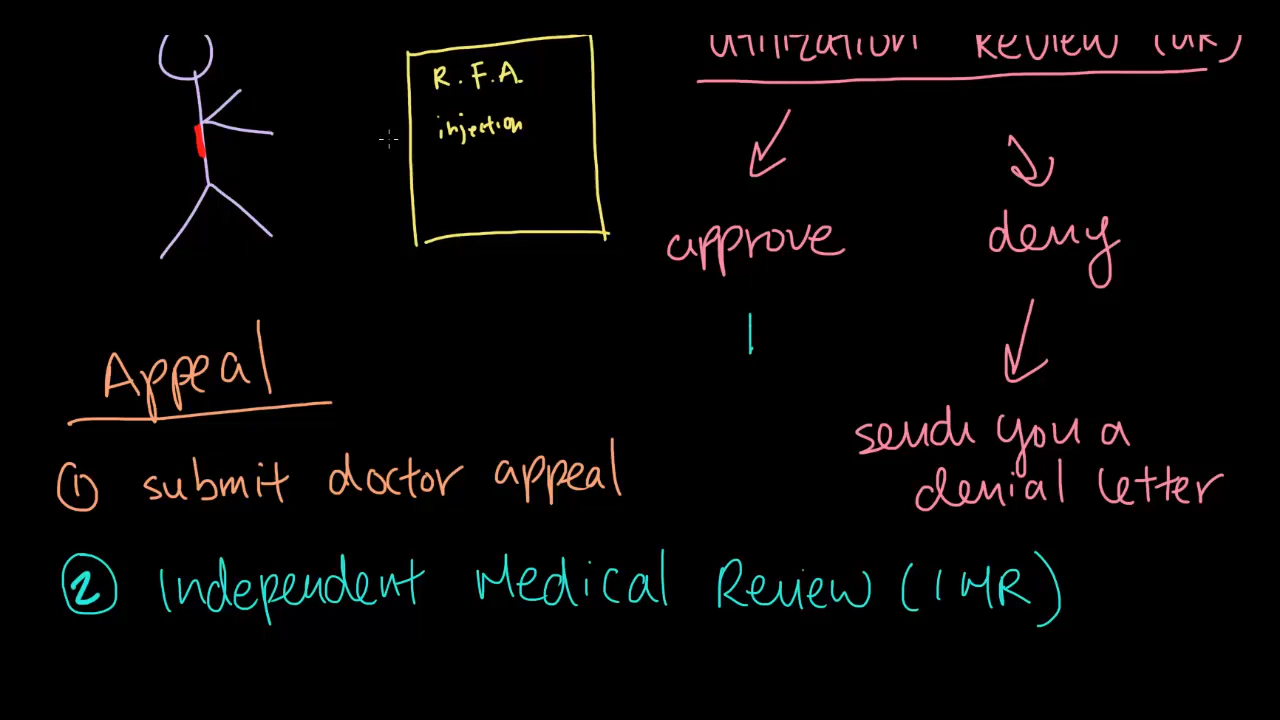 utilization Review (UR)
R.F.A.
injection
approve
deny
Appeal
sends you a
denial letter
① submit doctor appeal
② Independent Medical Review (IMR)